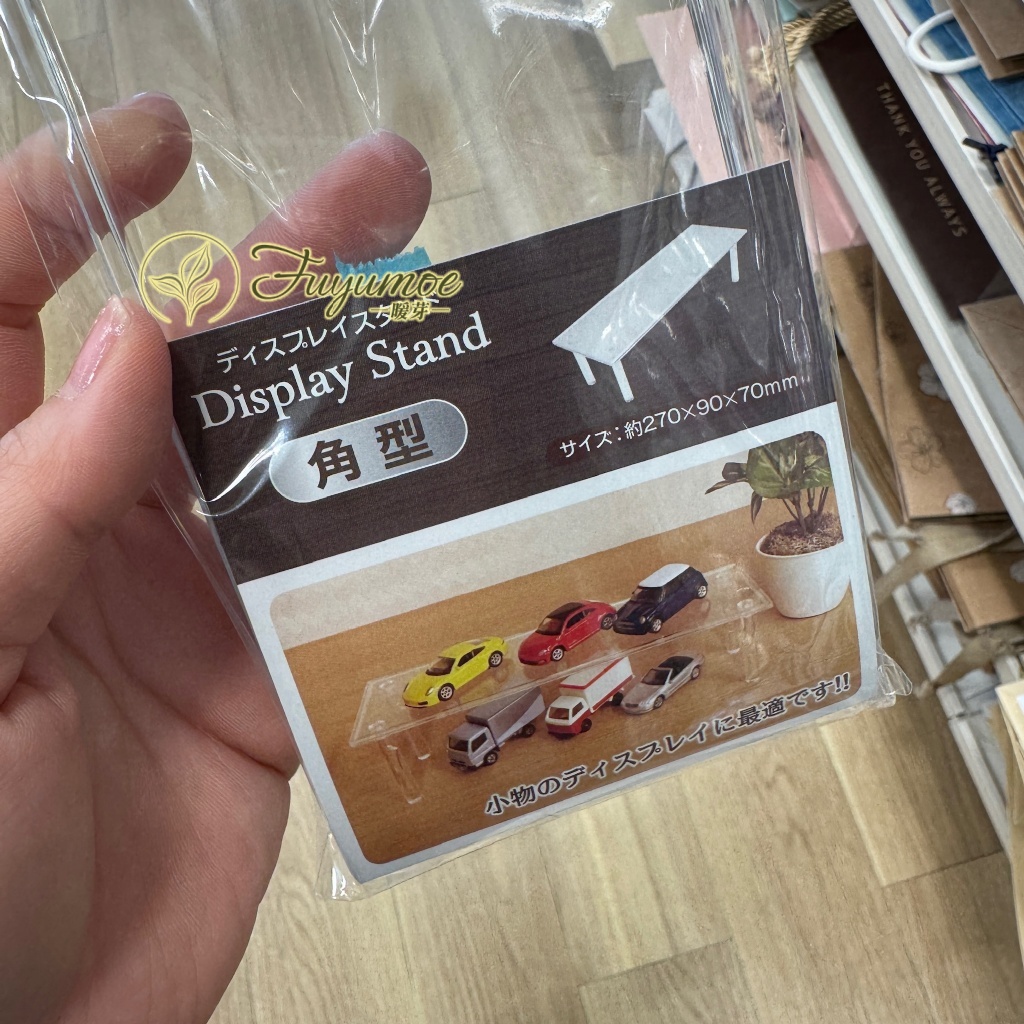 Fuyumoe
暖芽
ディスプレイスタ
Display Stand
角型
サイズ:約270×90×70mm
小物のディスプレイに最適です!!
THANK YOU ALWAYS